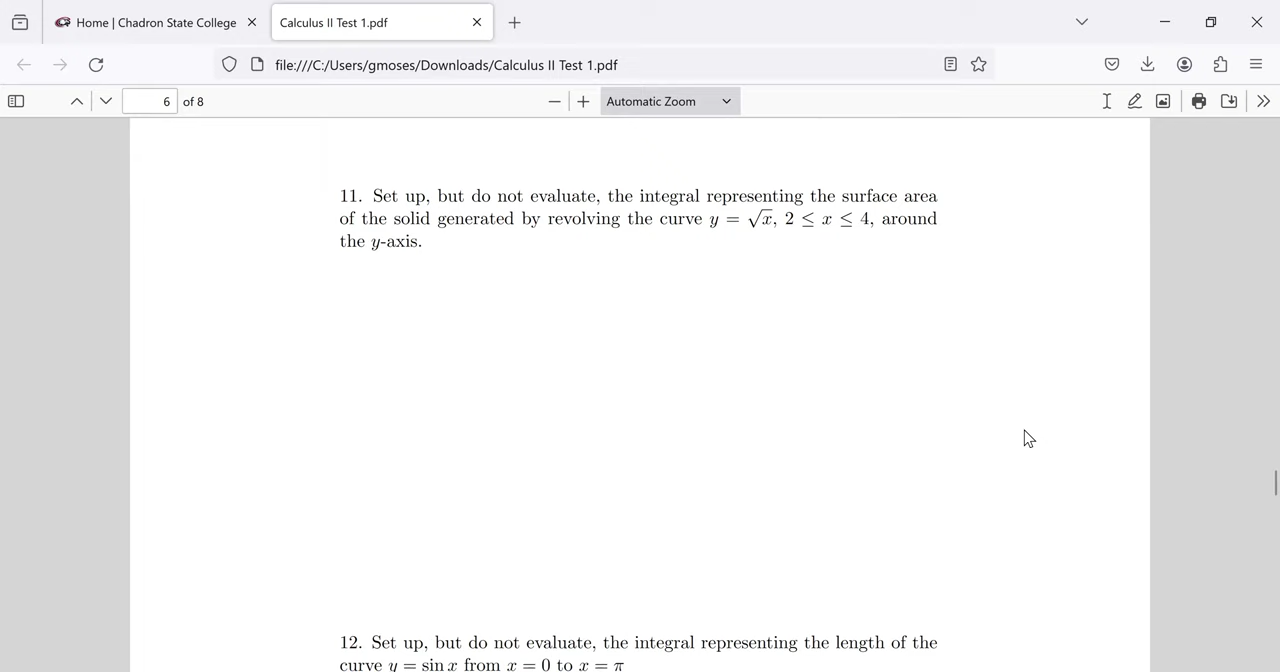 Home | Chadron State College
Calculus II Test 1.pdf
file:///C:/Users/gmoses/Downloads/Calculus II Test 1.pdf
6 of 8
Automatic Zoom
11. Set up, but do not evaluate, the integral representing the surface area
of the solid generated by revolving the curve y = √x, 2 ≤ x ≤ 4, around
the y-axis.
12. Set up, but do not evaluate, the integral representing the length of the
curve y = sin x from x = 0 to x = π